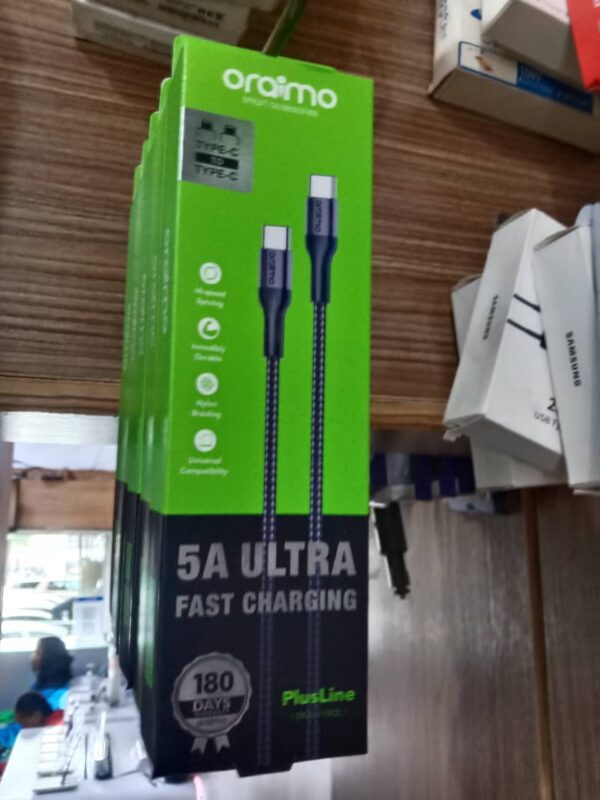 oraimo
smart accessories
TYPE-C
TO
TYPE-C
oraimo
oraimo
Hi-speed
Syncing
Incredibly
Durable
Nylon
Braiding
Universal
Compatibility
5A ULTRA
FAST CHARGING
180
DAYS
oraimo
PlusLine
SAMSUNG
SAMSUNG